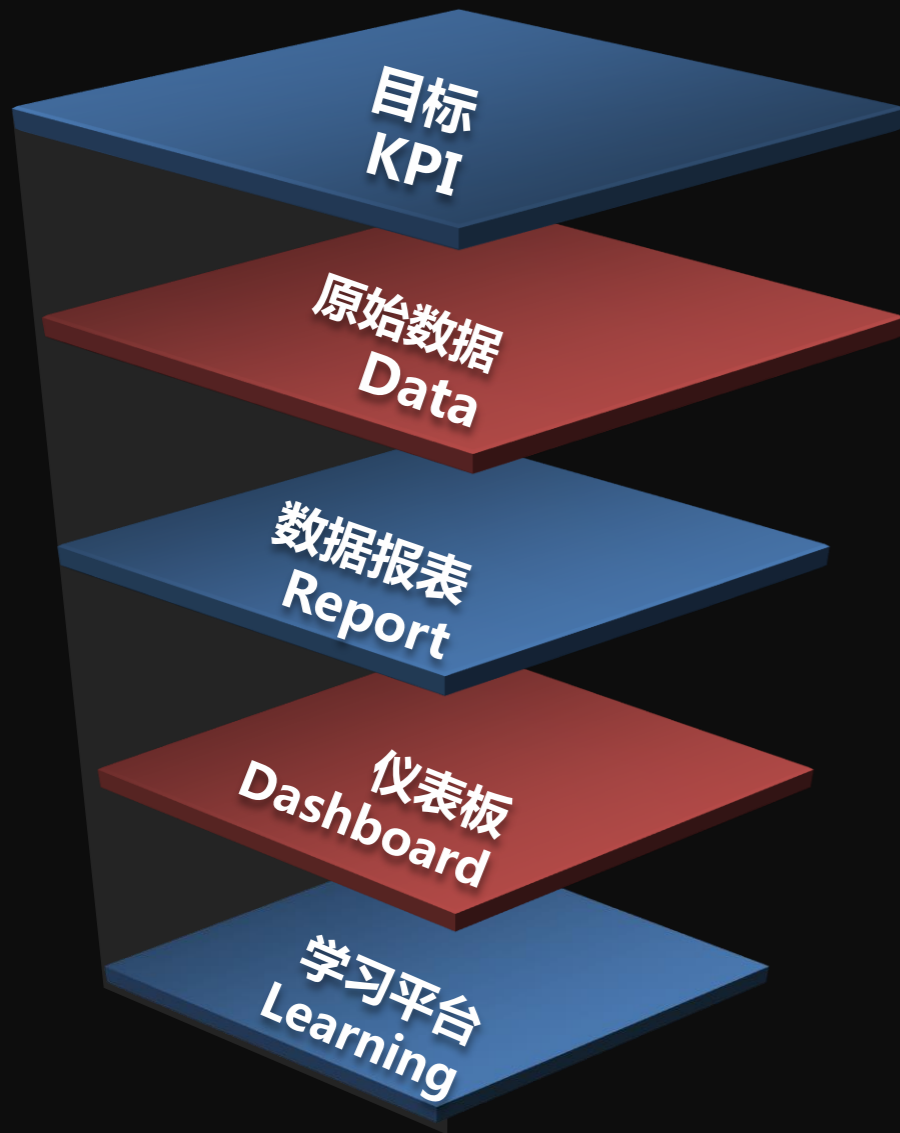 目标
KPI
原始数据
Data
数据报表
Report
仪表板
Dashboard
学习平台
Learning